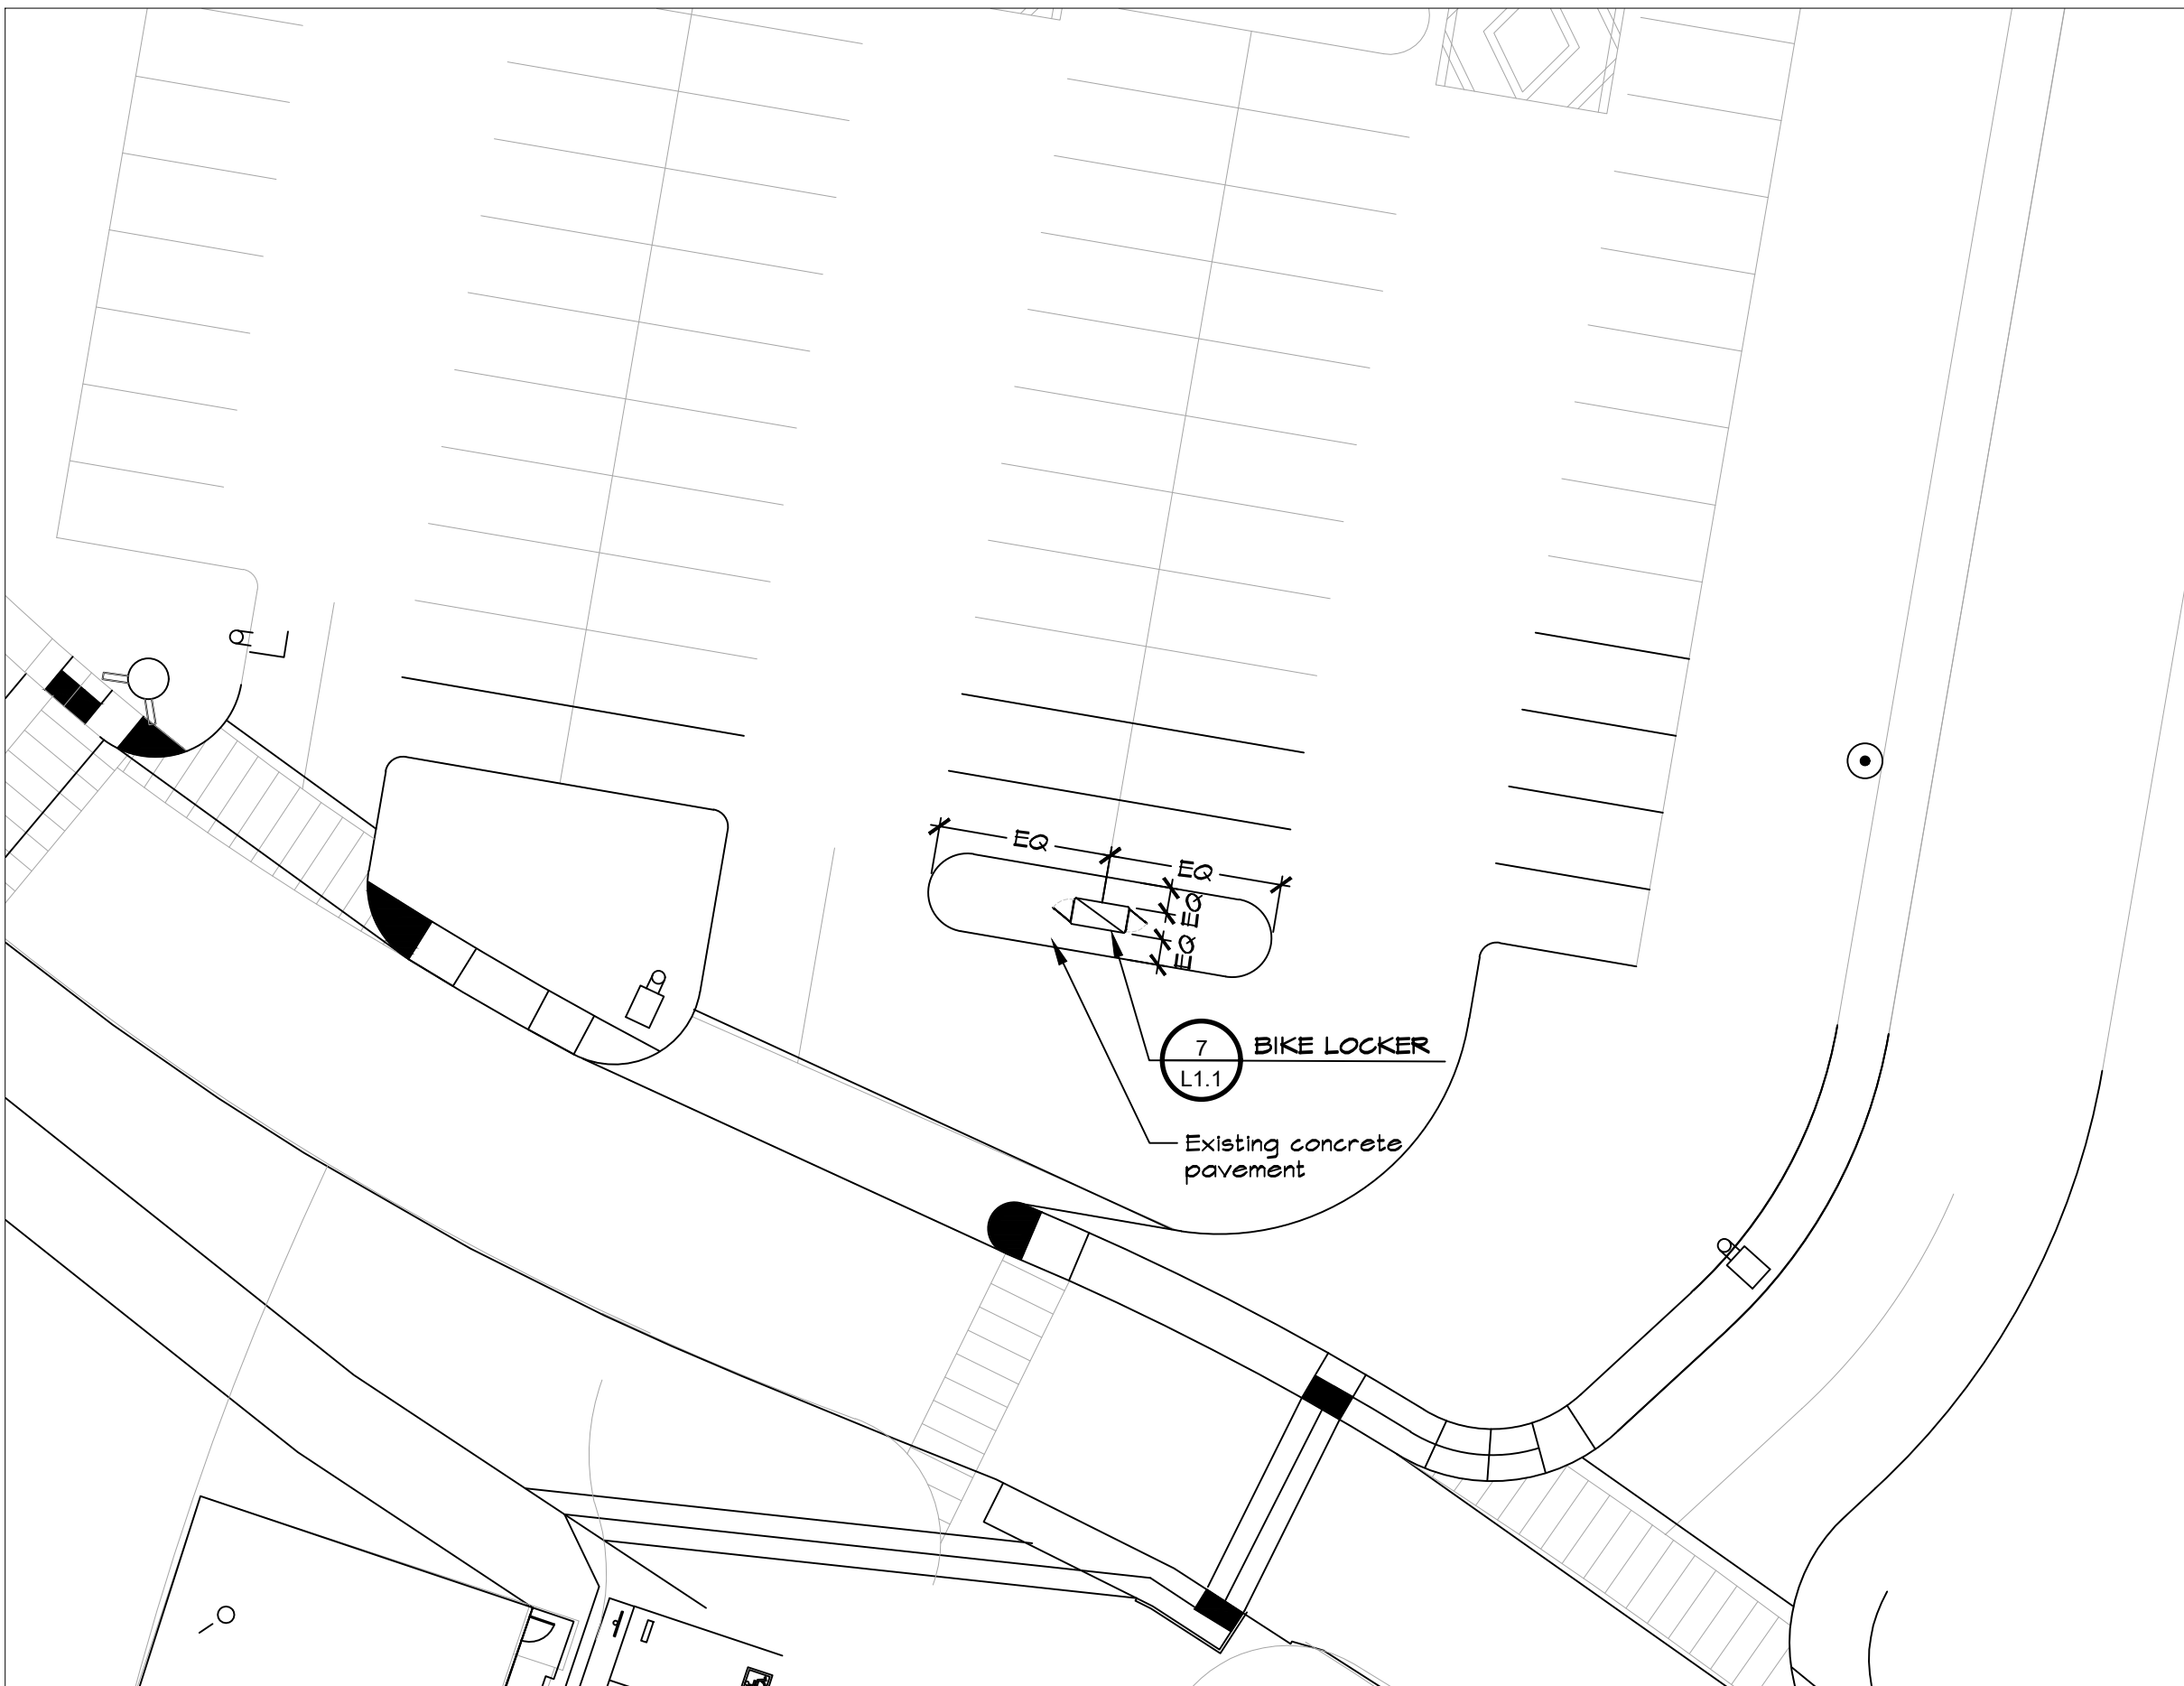 EQ
EQ
EQ
EQ
7
L1.1
BIKE LOCKER
Existing concrete
pavement